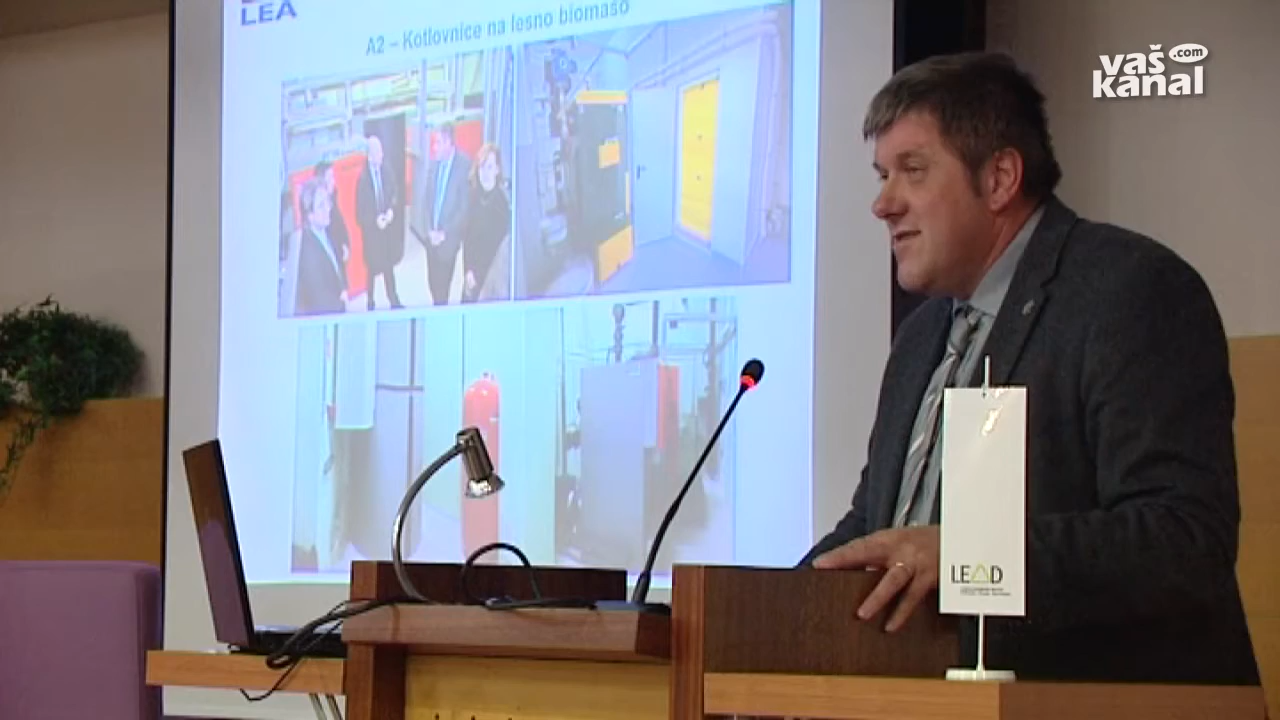 LEA
A2 – Kotlovnice na lesno biomaso
vaš
.com
kanal
LEAD